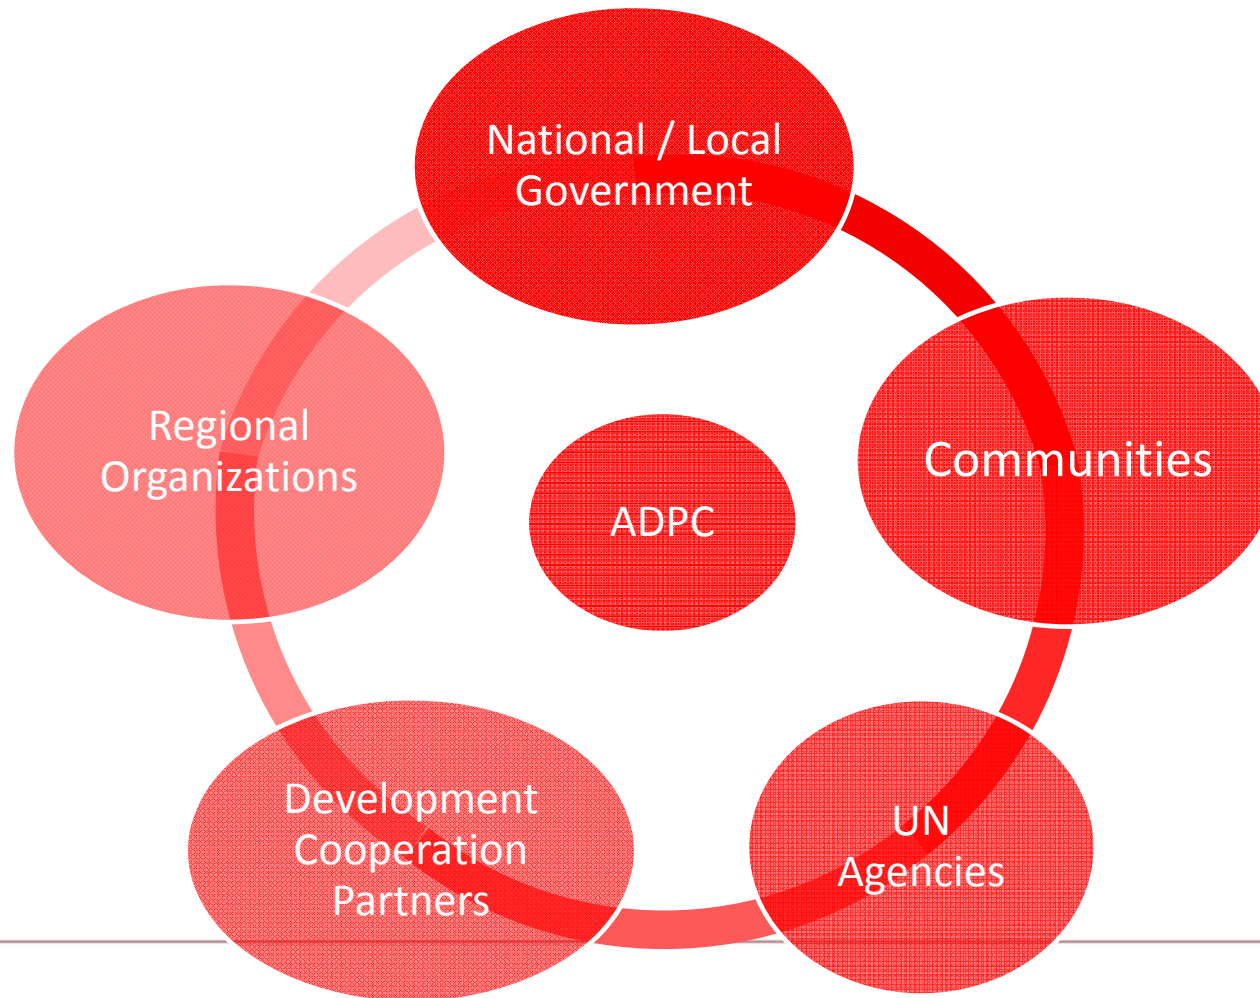 National / Local
Government
Regional
Organizations
Communities
ADPC
Development
Cooperation
Partners
UN
Agencies